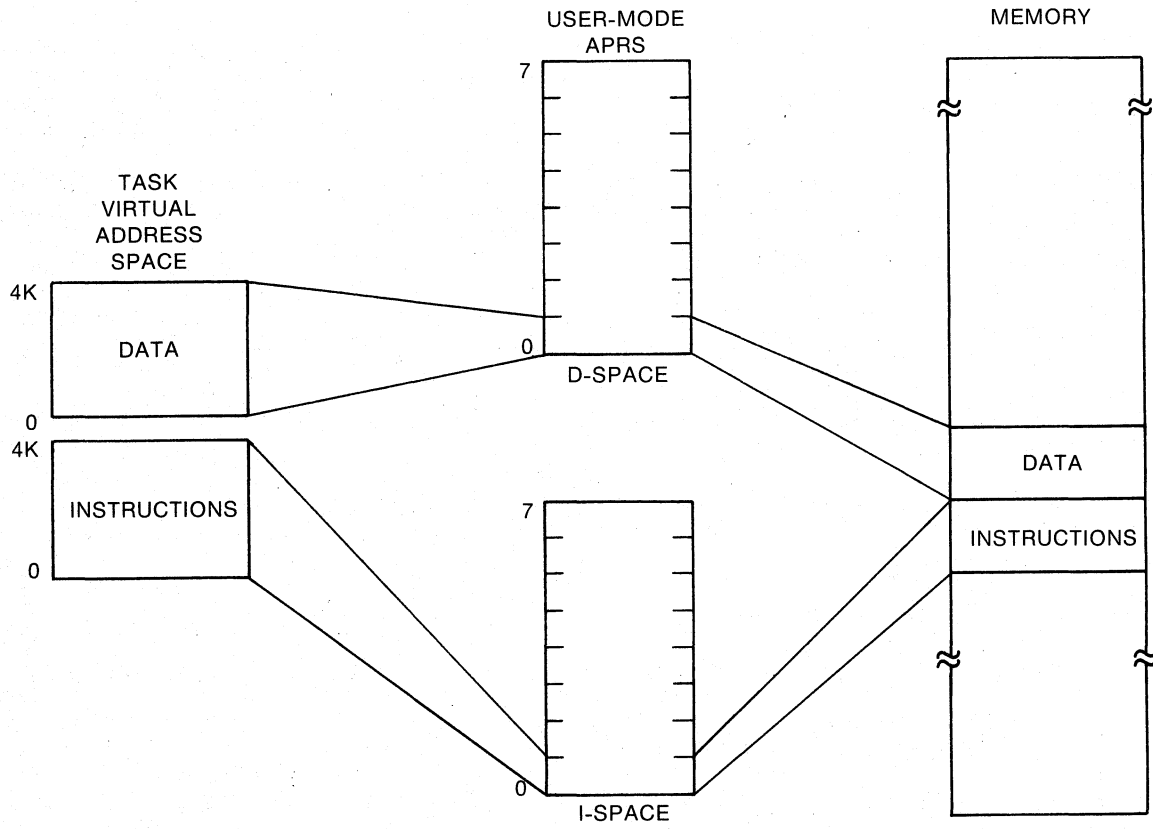 USER-MODE
APRS
MEMORY
7
TASK
VIRTUAL
ADDRESS
SPACE
4K
DATA
0
0
D-SPACE
4K
INSTRUCTIONS
0
7
0
I-SPACE
DATA
INSTRUCTIONS